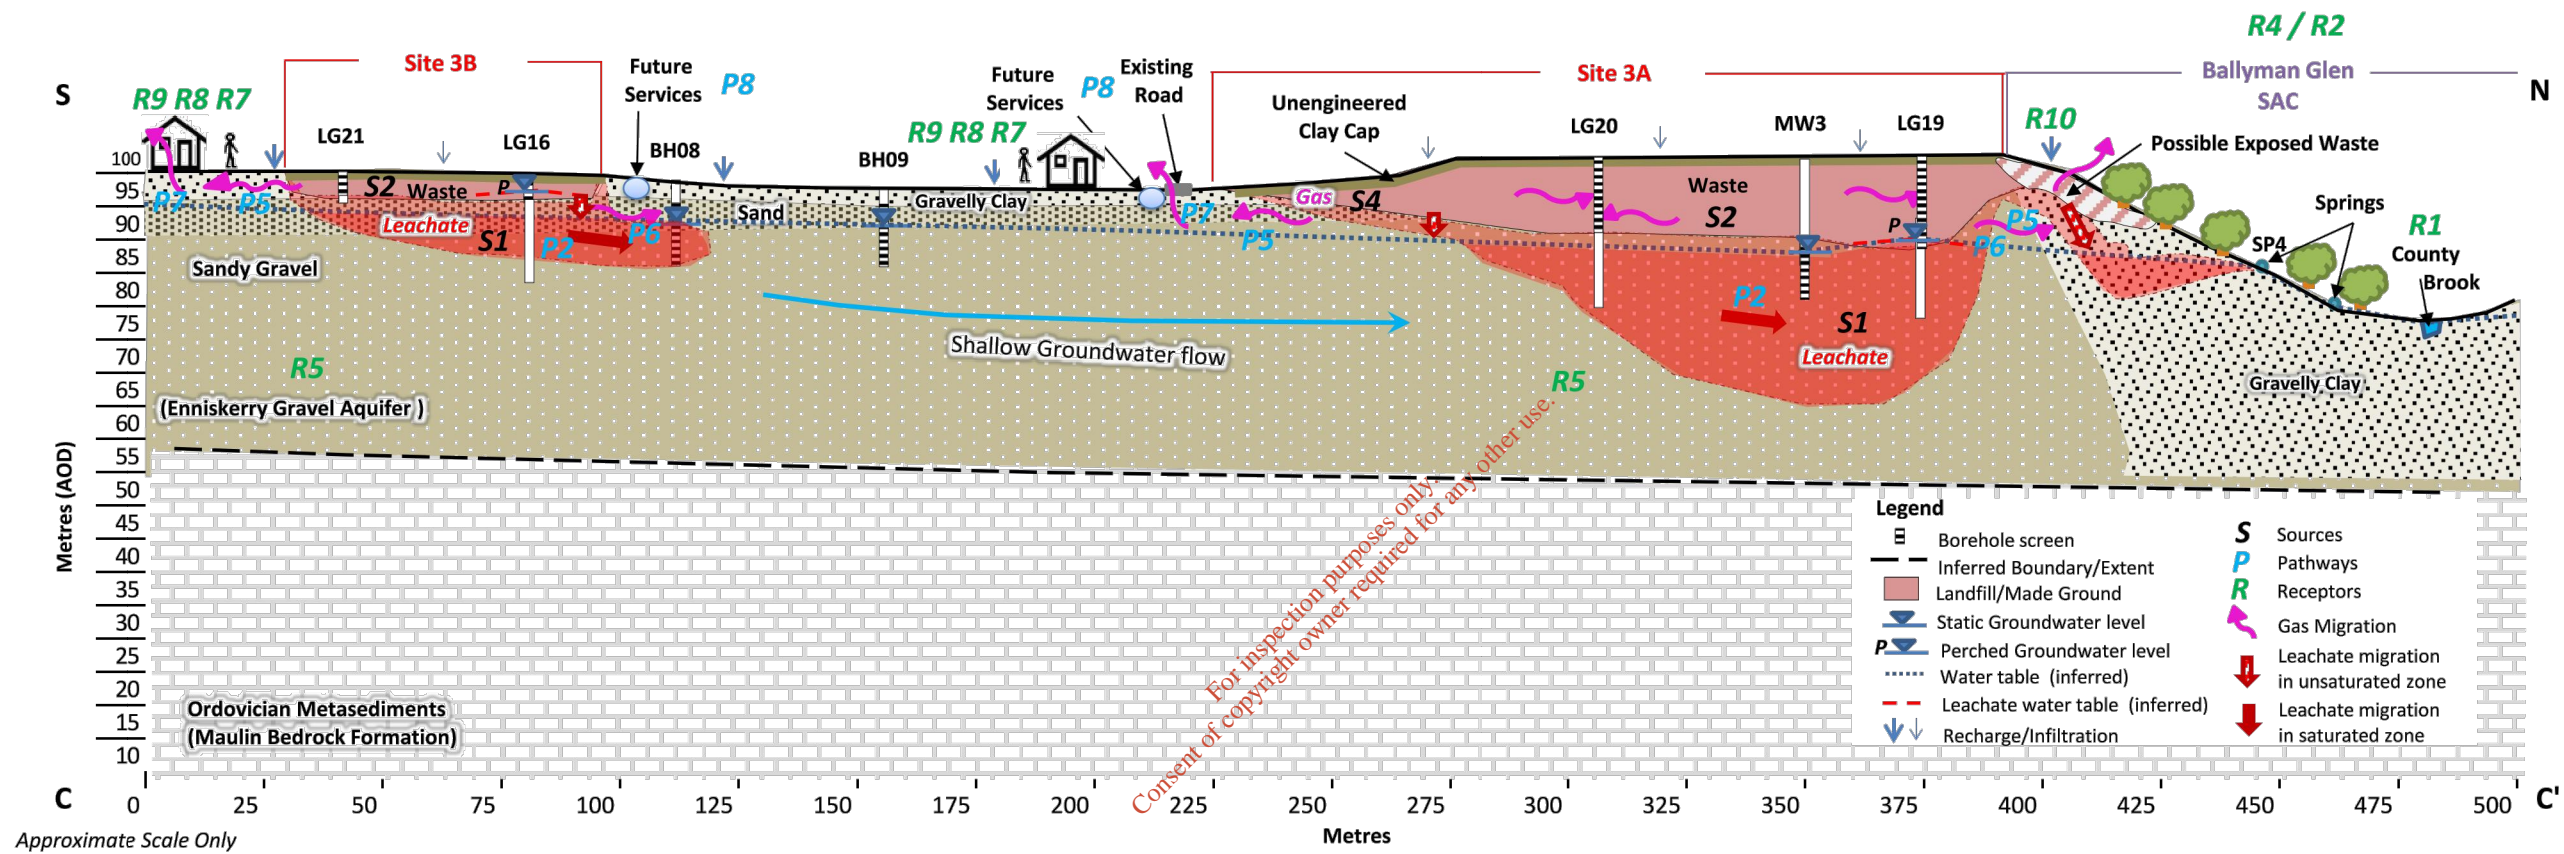 R4 / R2
Site 3B
Future
Services
P8
Future
Services
P8
Existing
Road
Site 3A
Ballyman Glen
SAC
S
N
R9 R8 R7
LG21
LG16
BH08
R9 R8 R7
BH09
Unengineered
Clay Cap
LG20
MW3
LG19
R10
Possible Exposed Waste
Springs
R1
County
Brook
SP4
S2
Waste
P
P7
P5
Leachate
S1
P2
P6
Sand
Gravelly Clay
P7
P5
Gas
S4
Waste
S2
P
P5
P6
Sandy Gravel
P2
S1
Leachate
Shallow Groundwater flow
R5
R5
(Enniskerry Gravel Aquifer )
Gravelly Clay
Ordovician Metasediments
(Maulin Bedrock Formation)
For inspection purposes only.
Consent of copyright owner required for any other use.
Metres (AOD)
100
95
90
85
80
75
70
65
60
55
50
45
40
35
30
25
20
15
10
Legend
Borehole screen
Inferred Boundary/Extent
Landfill/Made Ground
Static Groundwater level
P
Perched Groundwater level
Water table (inferred)
Leachate water table (inferred)
Recharge/Infiltration
S
Sources
P
Pathways
R
Receptors
Gas Migration
Leachate migration
in unsaturated zone
Leachate migration
in saturated zone
C
0 25 50 75 100 125 150 175 200 225 250 275 300 325 350 375 400 425 450 475 500
C'
Metres
Approximate Scale Only